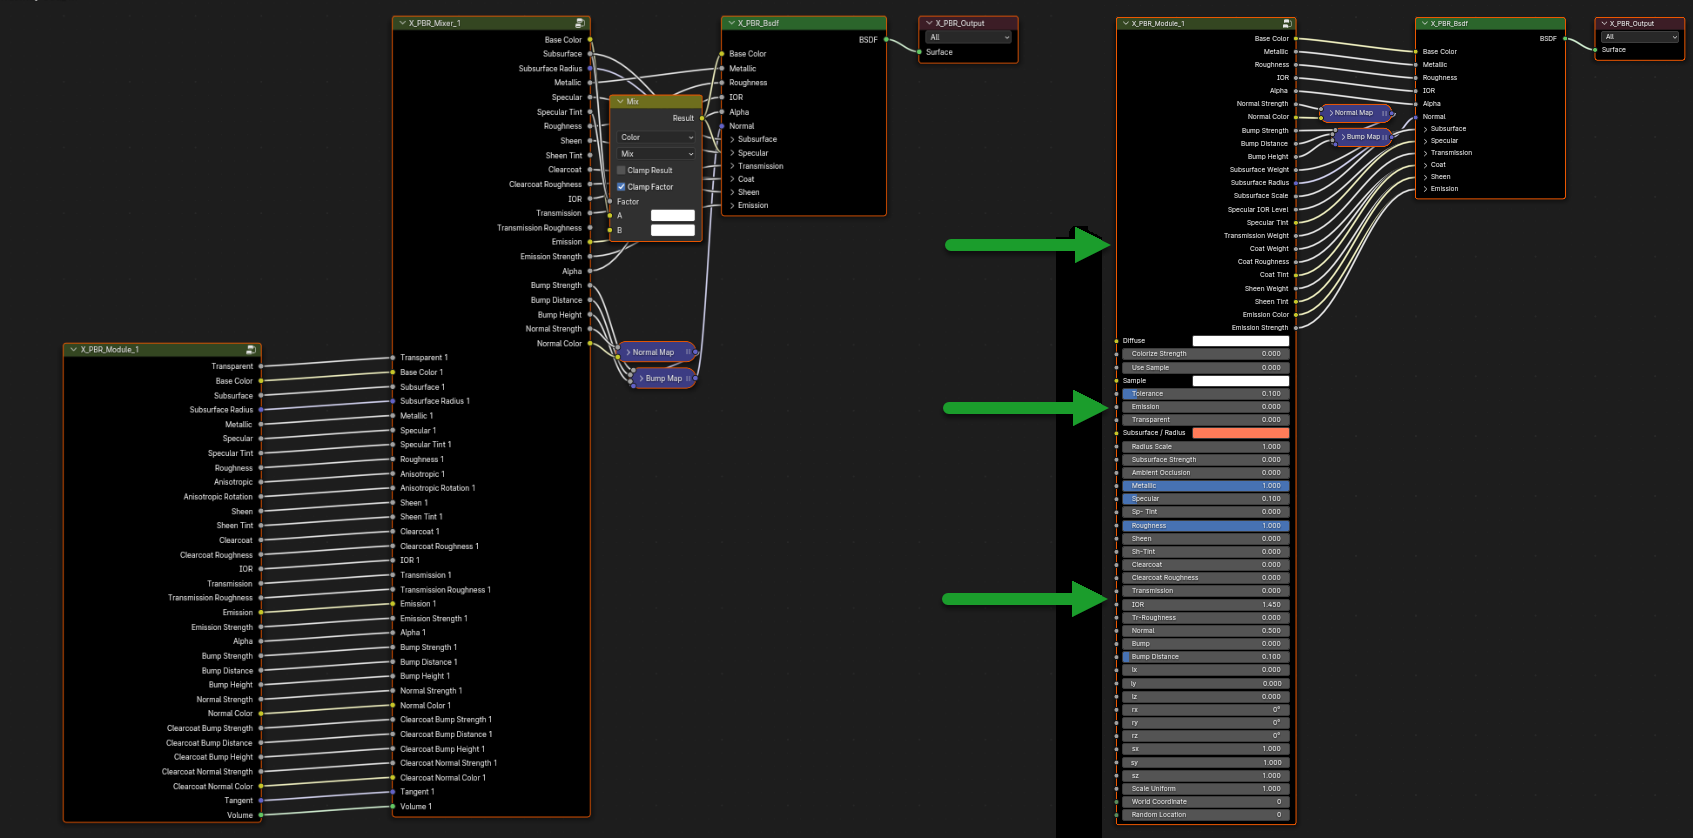 X_PBR_Module_1
Transparent
Base Color
Subsurface
Subsurface Radius
Metallic
Specular
Specular Tint
Roughness
Anisotropic
Anisotropic Rotation
Sheen
Sheen Tint
Clearcoat
Clearcoat Roughness
IOR
Transmission
Transmission Roughness
Emission
Emission Strength
Alpha
Bump Strength
Bump Distance
Bump Height
Normal Strength
Normal Color
Clearcoat Bump Strength
Clearcoat Bump Distance
Clearcoat Bump Height
Clearcoat Normal Strength
Clearcoat Normal Color
Tangent
Volume
X_PBR_Mixer_1
Base Color
Subsurface
Subsurface Radius
Metallic
Specular
Specular Tint
Roughness
Sheen
Sheen Tint
Clearcoat
Clearcoat Roughness
IOR
Transmission
Transmission Roughness
Emission
Emission Strength
Alpha
Bump Strength
Bump Distance
Bump Height
Normal Strength
Normal Color
Transparent 1
Base Color 1
Subsurface 1
Subsurface Radius 1
Metallic 1
Specular 1
Specular Tint 1
Roughness 1
Anisotropic 1
Anisotropic Rotation 1
Sheen 1
Sheen Tint 1
Clearcoat 1
Clearcoat Roughness 1
IOR 1
Transmission 1
Transmission Roughness 1
Emission 1
Emission Strength 1
Alpha 1
Bump Strength 1
Bump Distance 1
Bump Height 1
Normal Strength 1
Normal Color 1
Clearcoat Bump Strength 1
Clearcoat Bump Distance 1
Clearcoat Bump Height 1
Clearcoat Normal Strength 1
Clearcoat Normal Color 1
Tangent 1
Volume 1
Mix
Result
Color
Mix
Clamp Result
Clamp Factor
Factor
A
B
Normal Map
Bump Map
X_PBR_Bsdf
BSDF
Base Color
Metallic
Roughness
IOR
Alpha
Normal
Subsurface
Specular
Transmission
Coat
Sheen
Emission
X_PBR_Output
All
Surface
X_PBR_Module_1
Base Color
Metallic
Roughness
IOR
Alpha
Normal Strength
Normal Color
Bump Strength
Bump Distance
Bump Height
Subsurface Weight
Subsurface Radius
Subsurface Scale
Specular IOR Level
Specular Tint
Transmission Weight
Coat Weight
Coat Roughness
Coat Tint
Sheen Weight
Sheen Tint
Emission Color
Emission Strength
Diffuse
Colorize Strength 0.000
Use Sample 0.000
Sample
Tolerance 0.100
Emission 0.000
Transparent 0.000
Subsurface / Radius
Radius Scale 1.000
Subsurface Strength 0.000
Ambient Occlusion 0.000
Metallic 1.000
Specular 0.100
Sp- Tint 0.000
Roughness 1.000
Sheen 0.000
Sh-Tint 0.000
Clearcoat 0.000
Clearcoat Roughness 0.000
Transmission 0.000
IOR 1.450
Tr-Roughness 0.000
Normal 0.500
Bump 0.000
Bump Distance 0.100
lx 0.000
ly 0.000
lz 0.000
rx 0°
ry 0°
rz 0°
sx 1.000
sy 1.000
sz 1.000
Scale Uniform 1.000
World Coordinate 0
Random Location 0
Normal Map
Bump Map
X_PBR_Bsdf
BSDF
Base Color
Metallic
Roughness
IOR
Alpha
Normal
Subsurface
Specular
Transmission
Coat
Sheen
Emission
X_PBR_Output
All
Surface